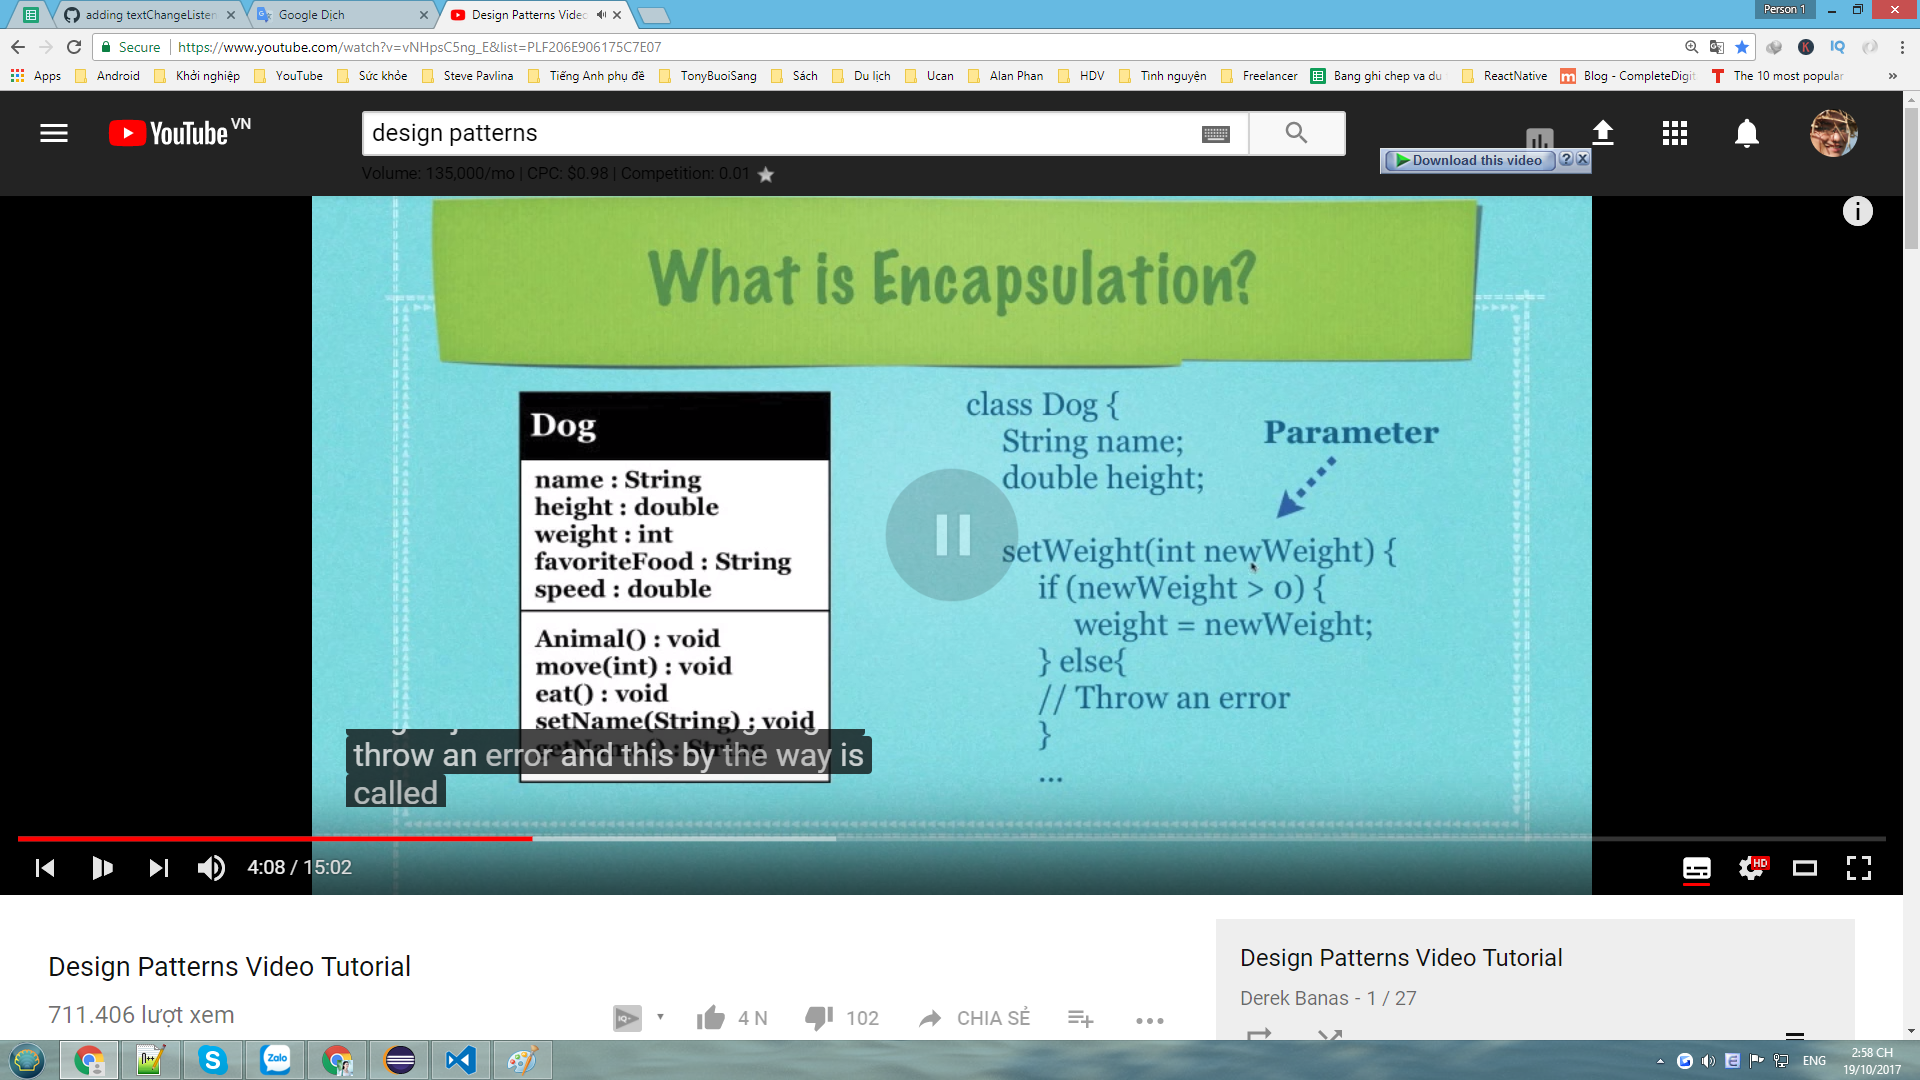 adding textChangeListen
Google Dịch
Design Patterns Video
Person 1
Secure
https://www.youtube.com/watch?v=vNHpsC5ng_E&list=PLF206E906175C7E07
Apps
Android
Khởi nghiệp
YouTube
Sức khỏe
Steve Pavlina
Tiếng Anh phụ đề
TonyBuoiSang
Sách
Du lịch
Ucan
Alan Phan
HDV
Tình nguyện
Freelancer
Bang ghi chep va du
ReactNative
Blog - CompleteDigit
The 10 most popular
YouTube VN
design patterns
Download this video
Volume: 135,000/mo | CPC: $0.98 | Competition: 0.01
What is Encapsulation?
Dog
name : String
height : double
weight : int
favoriteFood : String
speed : double
Animal() : void
move(int) : void
eat() : void
setName(String) : void
getName() : String
class Dog {
String name;
double height;
Parameter
setWeight(int newWeight) {
if (newWeight > 0) {
weight = newWeight;
} else{
// Throw an error
}
...
throw an error and this by the way is
called
4:08 / 15:02
HD
Design Patterns Video Tutorial
711.406 lượt xem
IQ
4 N
102
CHIA SẺ
Design Patterns Video Tutorial
Derek Banas - 1 / 27
Zalo
ENG
2:58 CH
19/10/2017